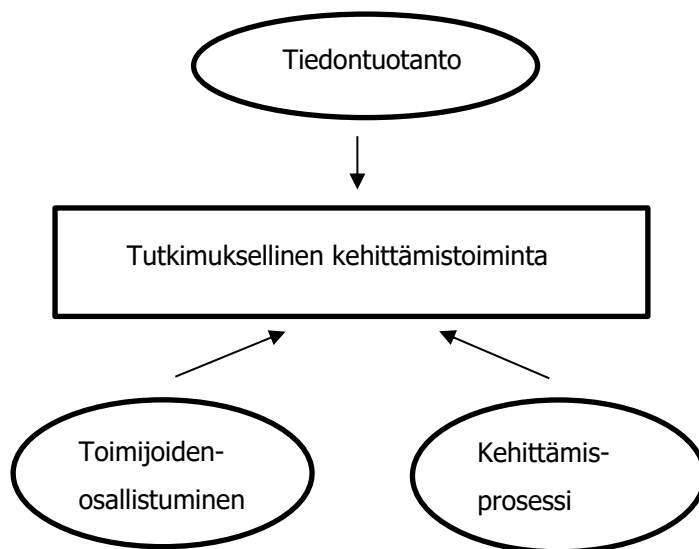 Tiedontuotanto
Tutkimuksellinen kehittämistoiminta
Toimijoiden-
osallistuminen
Kehittämis-
prosessi